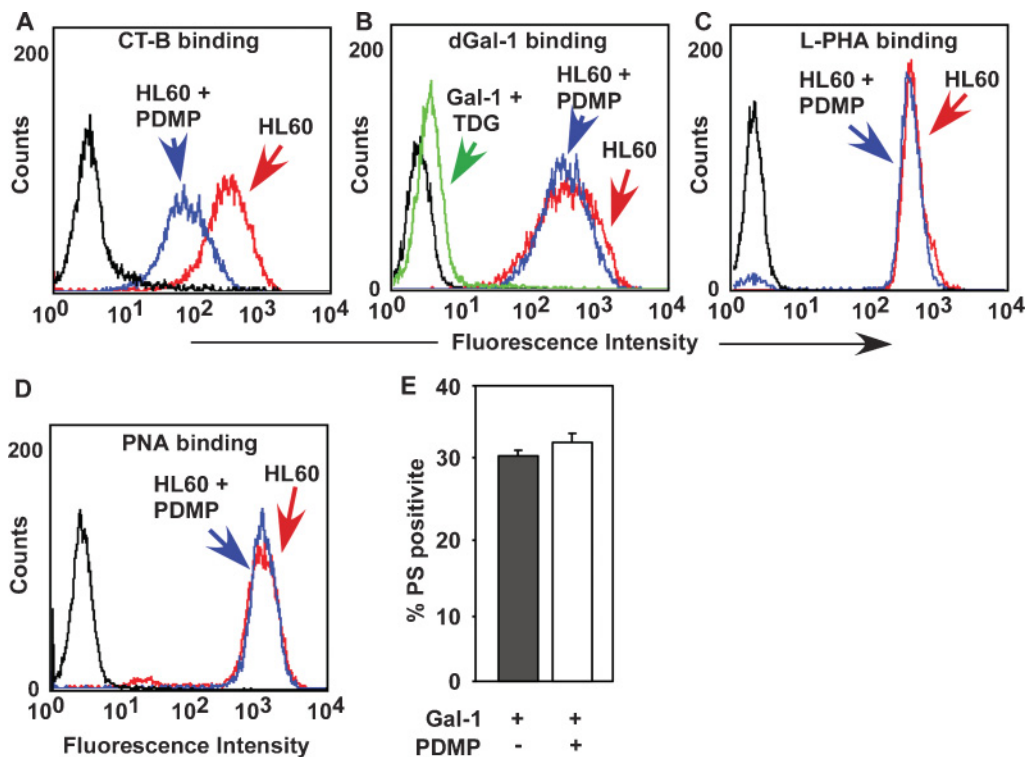 A
CT-B binding
200
HL60 +
PDMP
HL60
Counts
0
10^0 10^1 10^2 10^3 10^4
B
dGal-1 binding
200
Gal-1 +
TDG
HL60 +
PDMP
HL60
Counts
0
10^0 10^1 10^2 10^3 10^4
C
L-PHA binding
200
HL60 +
PDMP
HL60
Counts
0
10^0 10^1 10^2 10^3 10^4
Fluorescence Intensity
D
PNA binding
200
HL60 +
PDMP
HL60
Counts
0
10^0 10^1 10^2 10^3 10^4
Fluorescence Intensity
E
40
30
20
10
0
% PS positivite
Gal-1 + +
PDMP - +